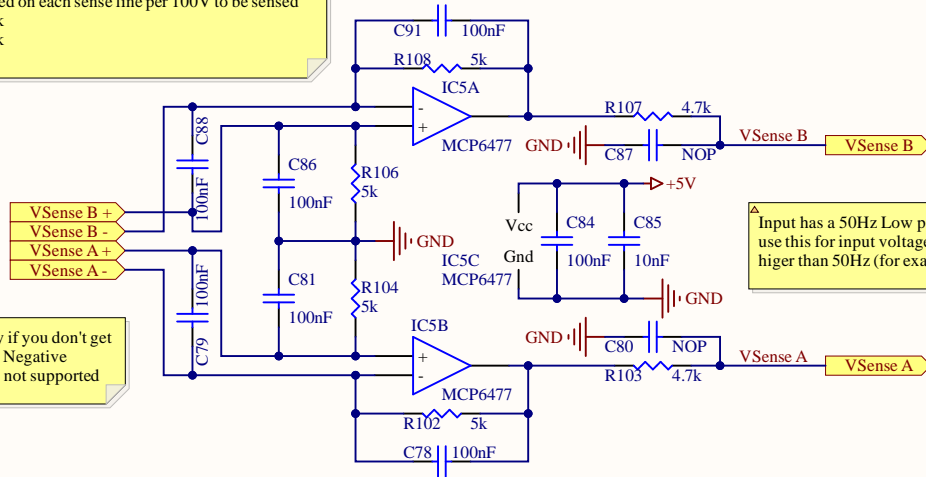 ed on each sense line per 100V to be sensed
k
k
C91 100nF
R108 5k
IC5A
-
+
MCP6477
R107 4.7k
GND
C87 NOP
VSense B
VSense B
C88
100nF
C86
100nF
R106
5k
+5V
Vcc
C84
100nF
C85
10nF
Gnd
GND
GND
IC5C
MCP6477
VSense B +
VSense B -
VSense A +
VSense A -
Input has a 50Hz Low p
use this for input voltage
higer than 50Hz (for exa
100nF
C79
C81
100nF
R104
5k
y if you don't get
Negative
not supported
IC5B
+
-
MCP6477
GND
C80 NOP
R103 4.7k
VSense A
VSense A
R102 5k
C78 100nF